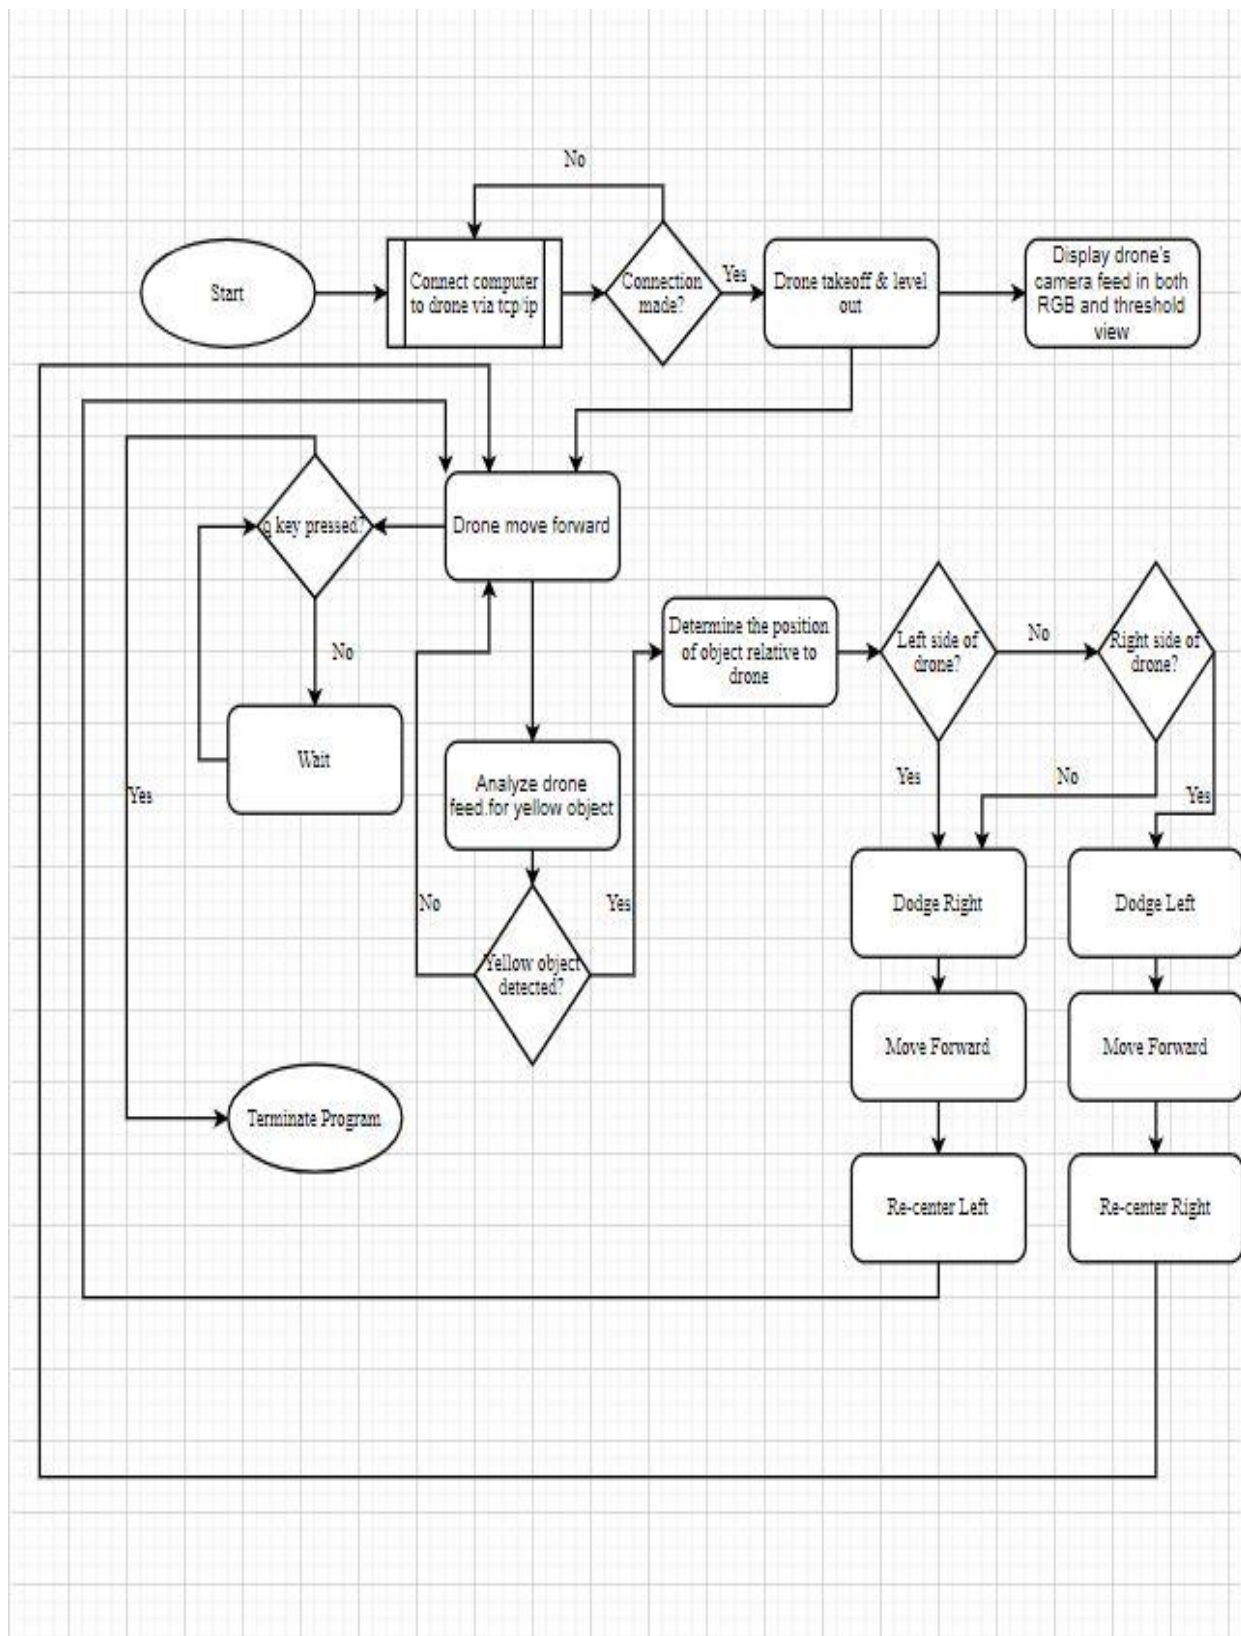 No
Start
Connect computer
to drone via tcp/ip
Connection
made?
Yes
Drone takeoff & level
out
Display drone's
camera feed in both
RGB and threshold
view
q key pressed?
Drone move forward
No
Wait
Yes
Analyze drone
feed.for yellow object
No
Yes
Yellow object
detected?
Determine the position
of object relative to
drone
Left side of
drone?
No
Right side of
drone?
Yes
No
Yes
Dodge Right
Dodge Left
Move Forward
Move Forward
Re-center Left
Re-center Right
Terminate Program